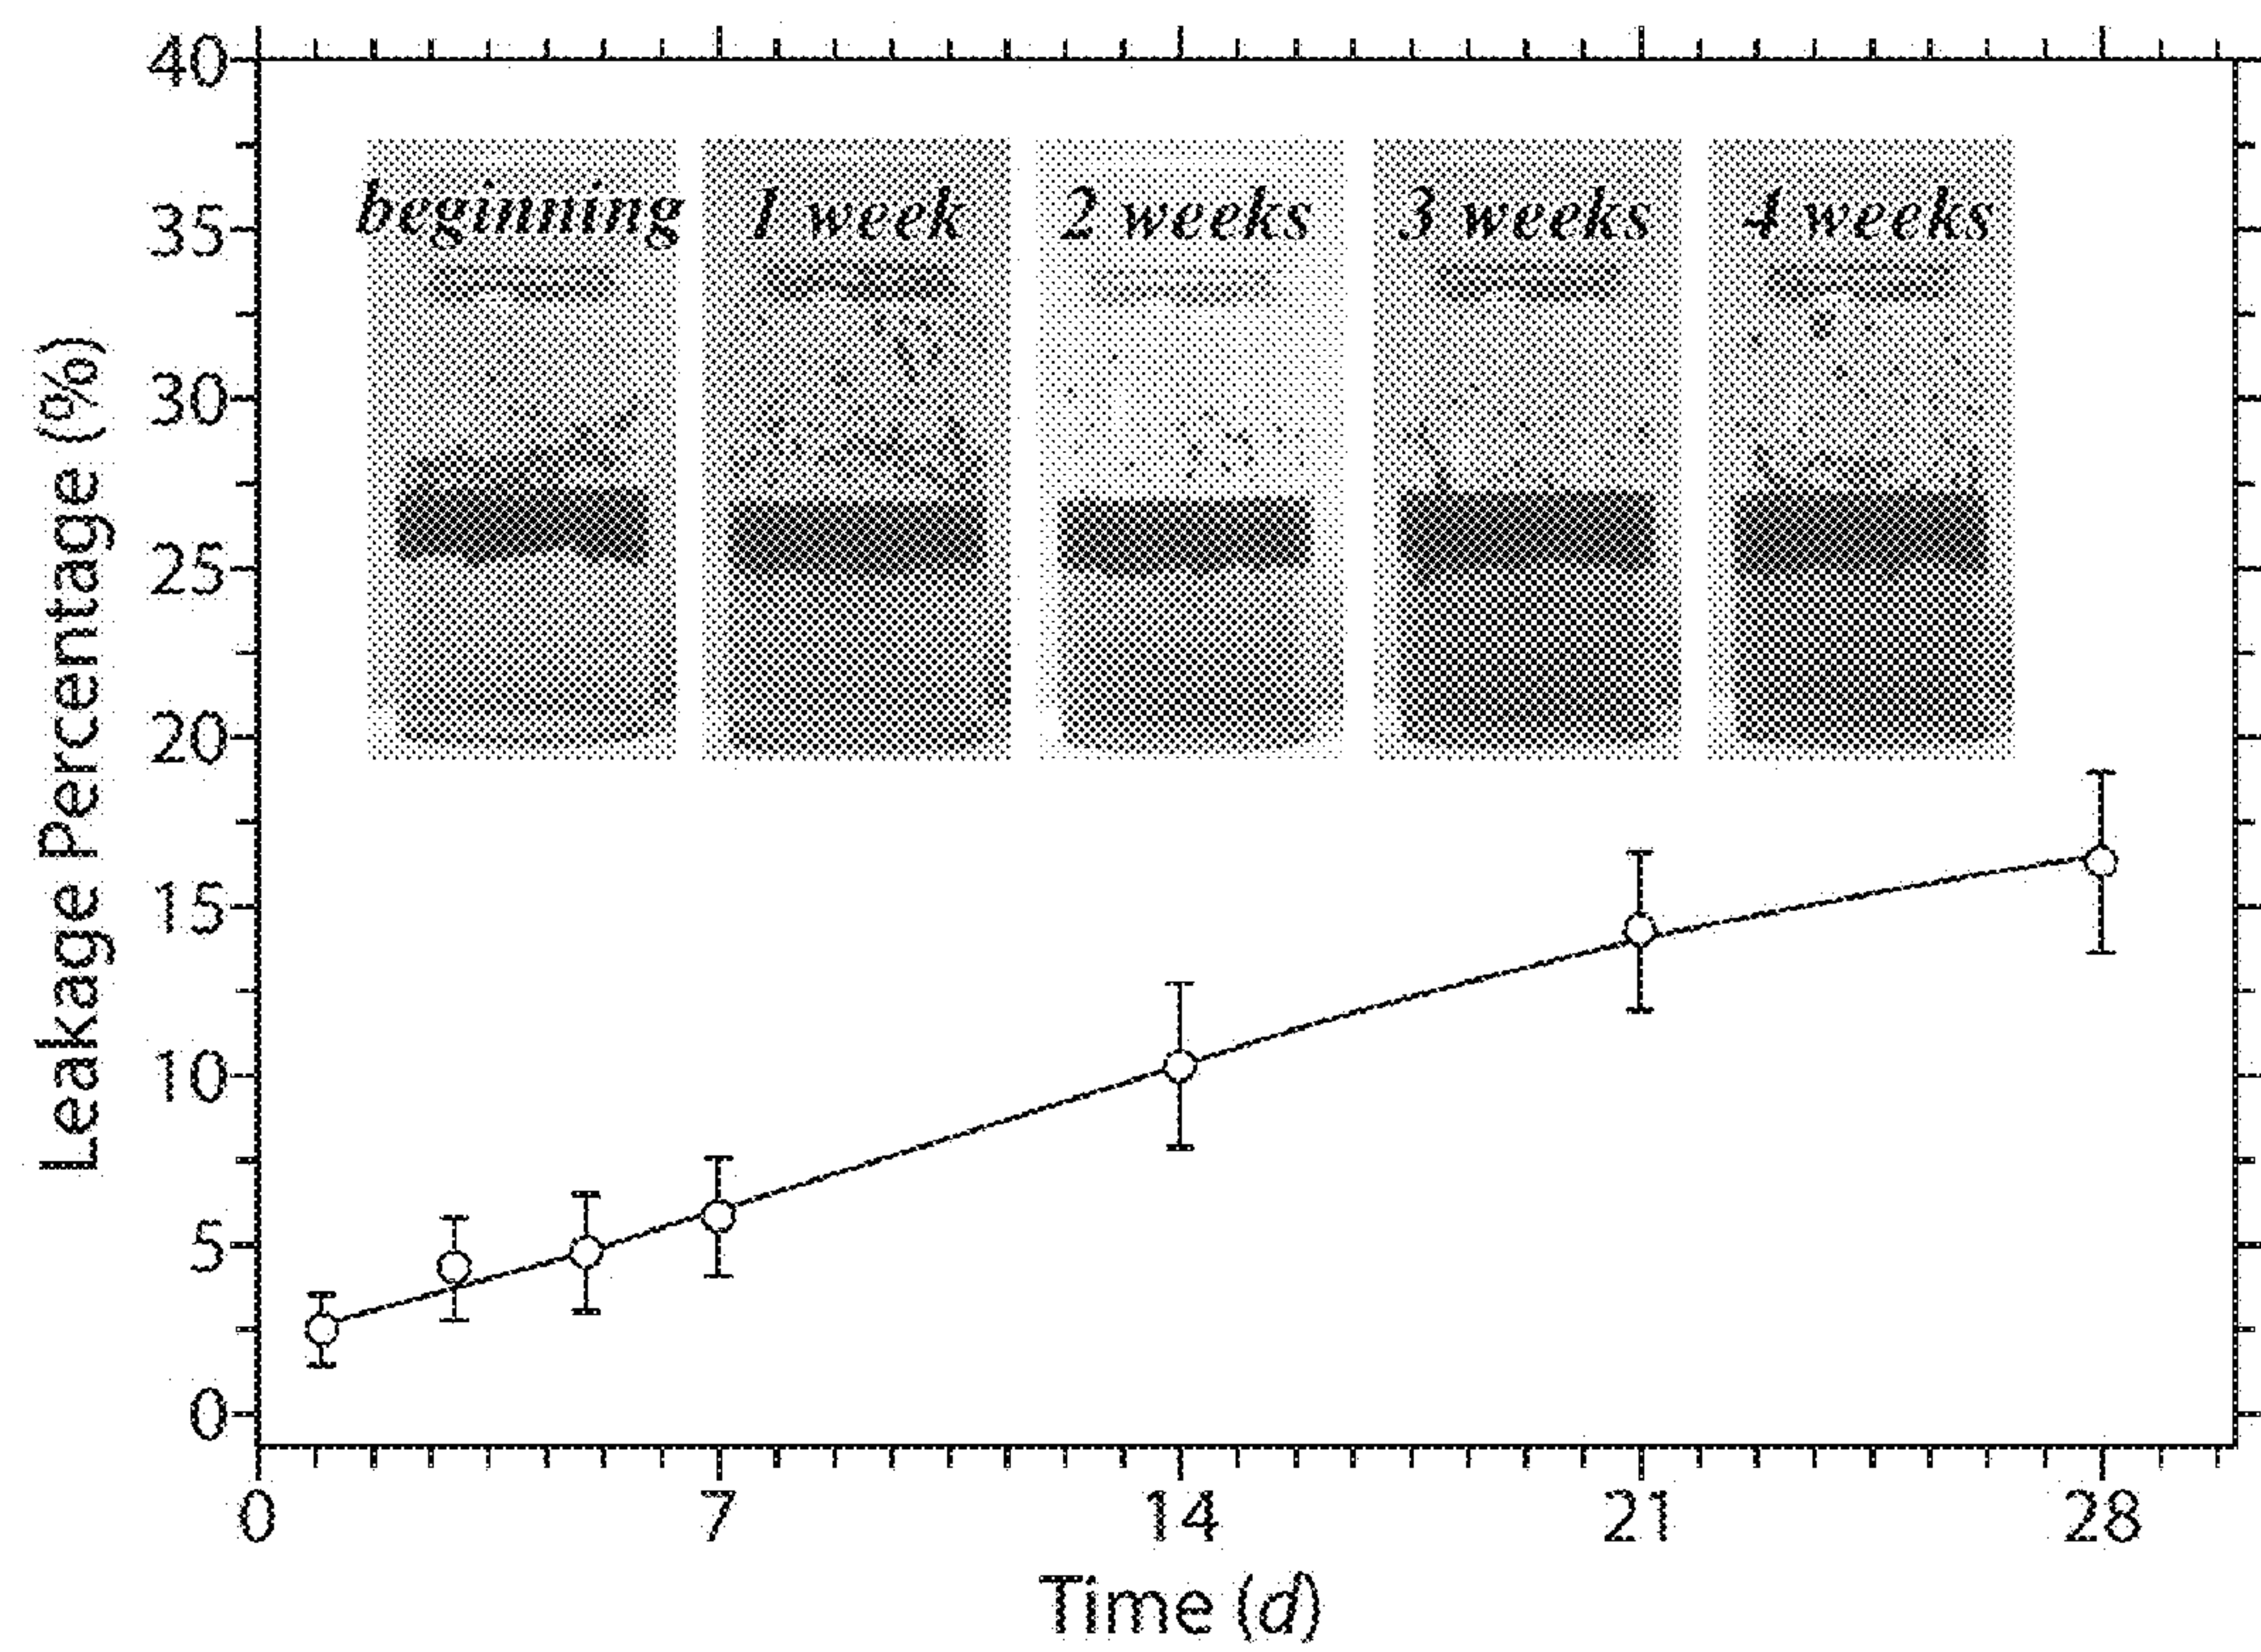 Leakage Percentage (%)
40
35
30
25
20
15
10
5
0
beginning
1 week
2 weeks
3 weeks
4 weeks
0
7
14
21
28
Time (d)